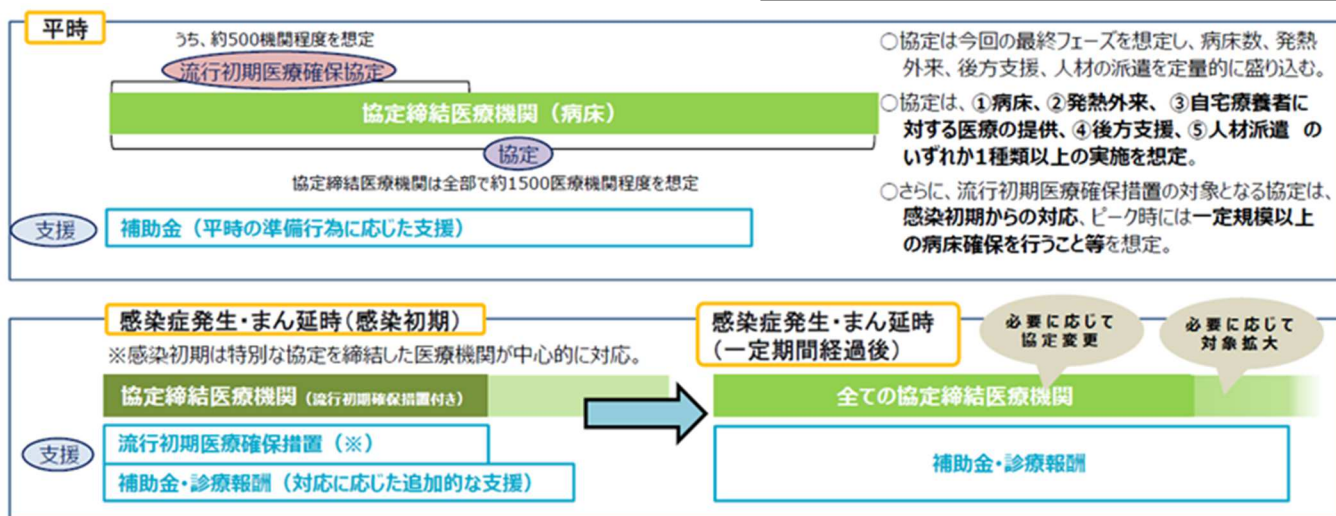 平時
うち、約500機関程度を想定
流行初期医療確保協定
協定締結医療機関（病床）
協定
協定締結医療機関は全部で約1500医療機関程度を想定
支援
補助金（平時の準備行為に応じた支援）
○協定は今回の最終フェーズを想定し、病床数、発熱
外来、後方支援、人材の派遣を定量的に盛り込む。
○協定は、①病床、②発熱外来、③自宅療養者に
対する医療の提供、④後方支援、⑤人材派遣 の
いずれか1種類以上の実施を想定。
○さらに、流行初期医療確保措置の対象となる協定は、
感染初期からの対応、ピーク時には一定規模以上
の病床確保を行うこと等を想定。
感染症発生・まん延時（感染初期）
※感染初期は特別な協定を締結した医療機関が中心的に対応。
協定締結医療機関（流行初期確保措置付き）
支援
流行初期医療確保措置（※）
補助金・診療報酬（対応に応じた追加的な支援）
感染症発生・まん延時
（一定期間経過後）
必要に応じて
協定変更
必要に応じて
対象拡大
全ての協定締結医療機関
補助金・診療報酬